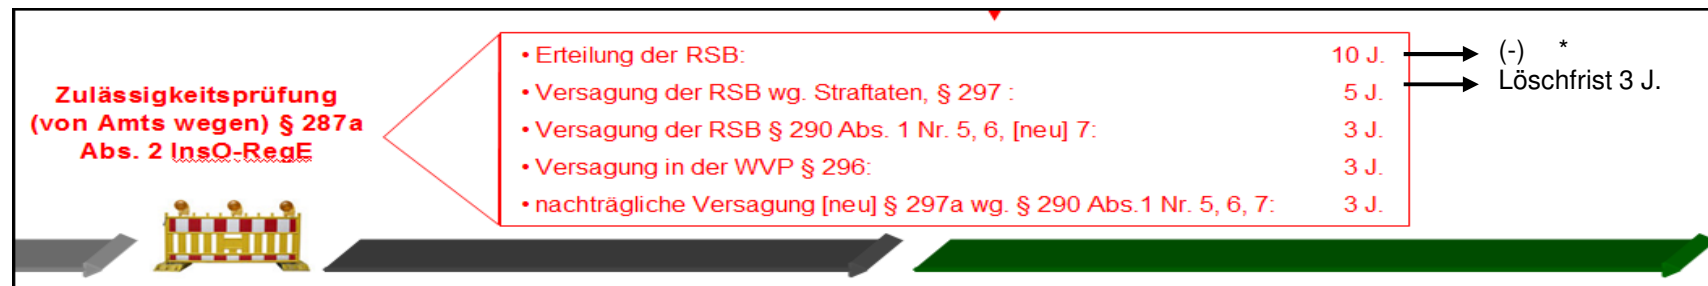 Zulässigkeitsprüfung
(von Amts wegen) § 287a
Abs. 2 InsO-RegE
• Erteilung der RSB: 10 J.
• Versagung der RSB wg. Straftaten, § 297 : 5 J.
• Versagung der RSB § 290 Abs. 1 Nr. 5, 6, [neu] 7: 3 J.
• Versagung in der WVP § 296: 3 J.
• nachträgliche Versagung [neu] § 297a wg. § 290 Abs.1 Nr. 5, 6, 7: 3 J.
(-) *
Löschfrist 3 J.